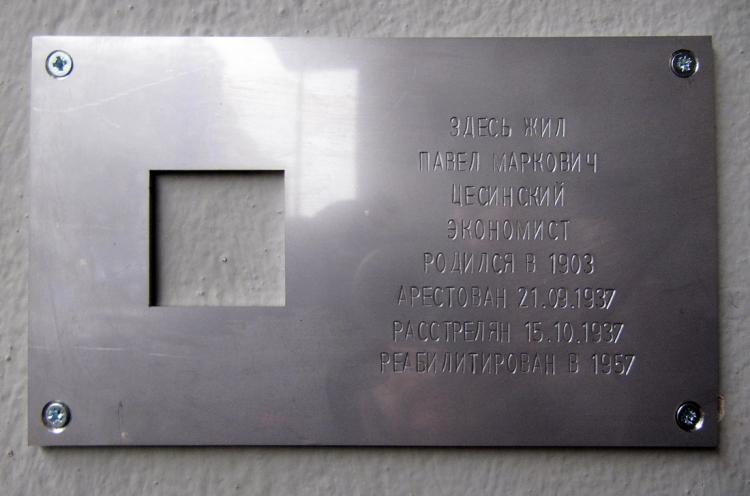 ЗДЕСЬ ЖИЛ
ПАВЕЛ МАРКОВИЧ
ЦЕСИНСКИЙ
ЭКОНОМИСТ
РОДИЛСЯ В 1903
АРЕСТОВАН 21.09.1937
РАССТРЕЛЯН 15.10.1937
РЕАБИЛИТИРОВАН В 1957